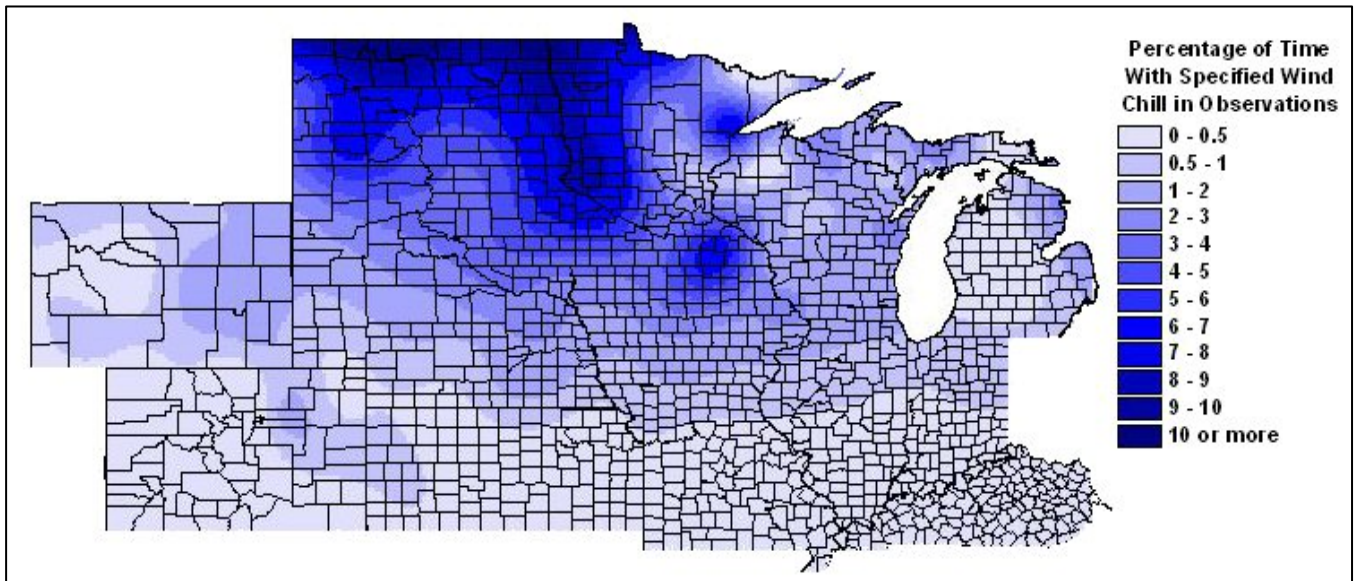 Percentage of Time
With Specified Wind
Chill in Observations
0 - 0.5
0.5 - 1
1 - 2
2 - 3
3 - 4
4 - 5
5 - 6
6 - 7
7 - 8
8 - 9
9 - 10
10 or more